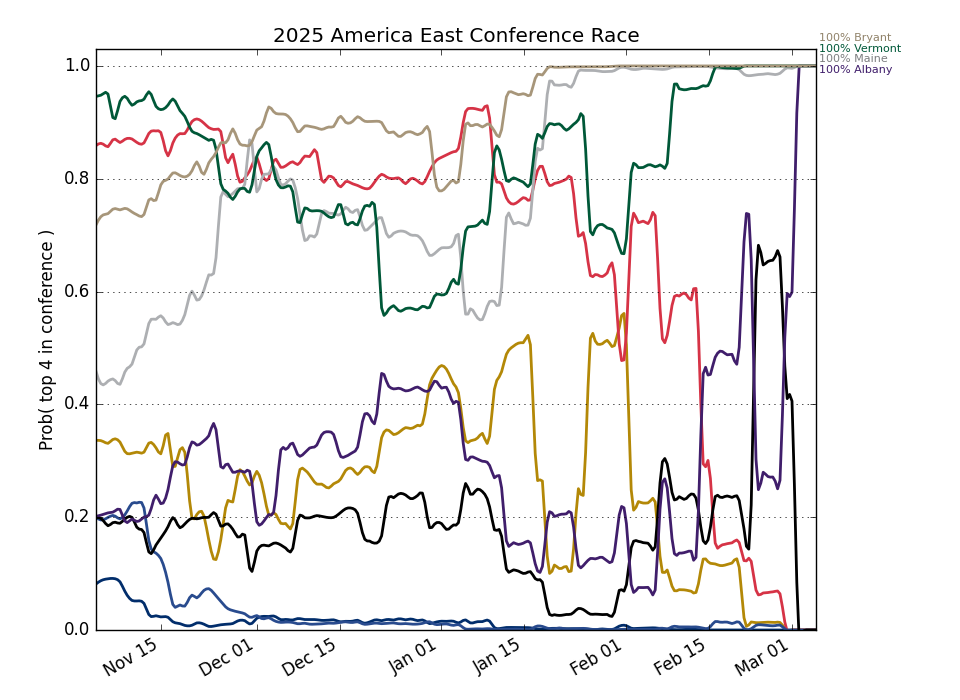 2025 America East Conference Race
100% Bryant
100% Vermont
100% Maine
100% Albany
Prob( top 4 in conference )
1.0
0.8
0.6
0.4
0.2
0.0
Nov 15
Dec 01
Dec 15
Jan 01
Jan 15
Feb 01
Feb 15
Mar 01